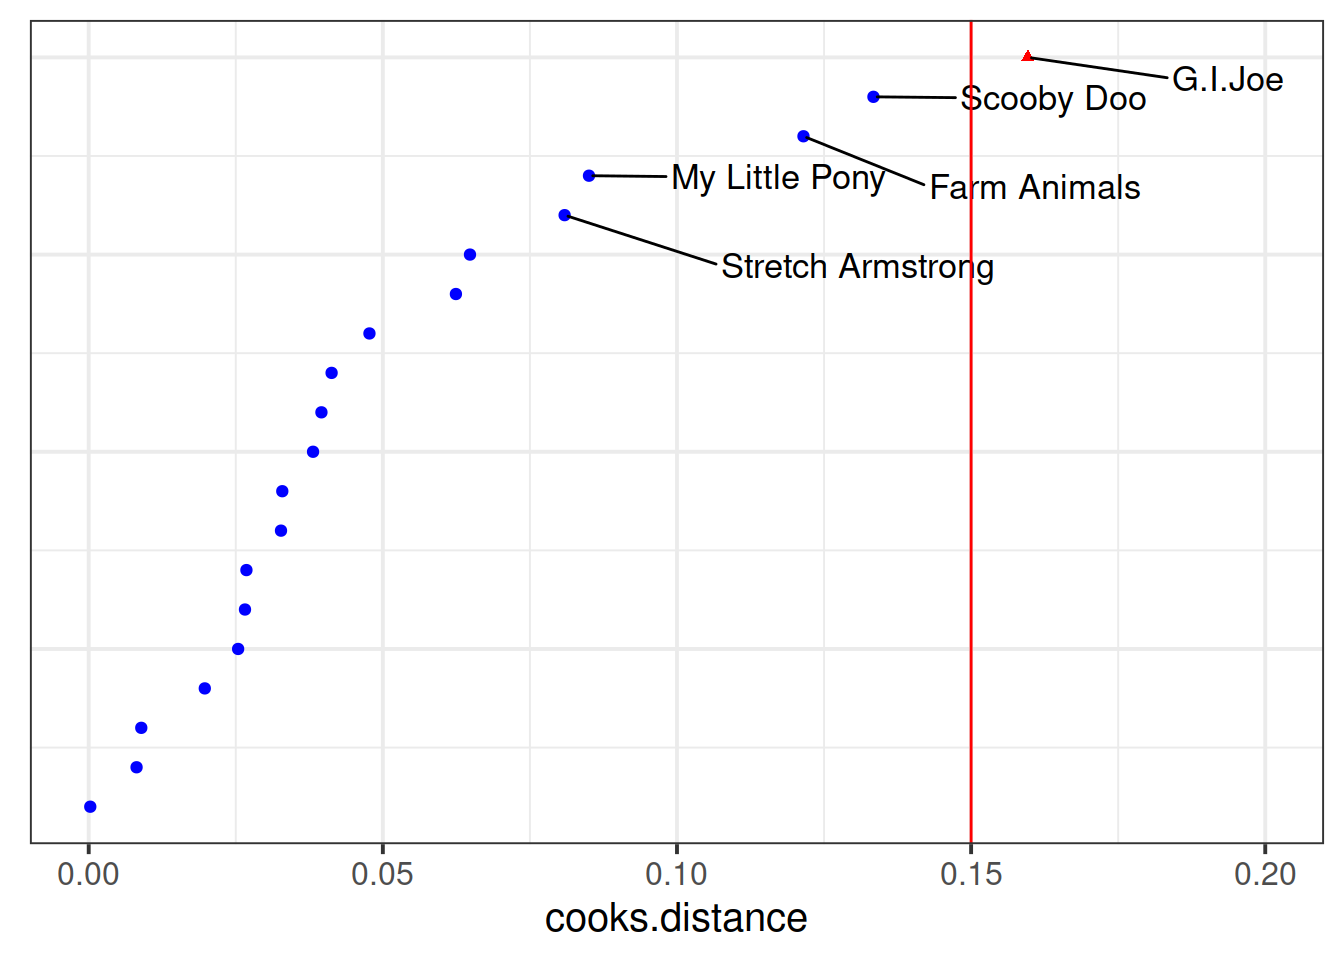 G.I.Joe
Scooby Doo
My Little Pony
Farm Animals
Stretch Armstrong
0.00 0.05 0.10 0.15 0.20
cooks.distance